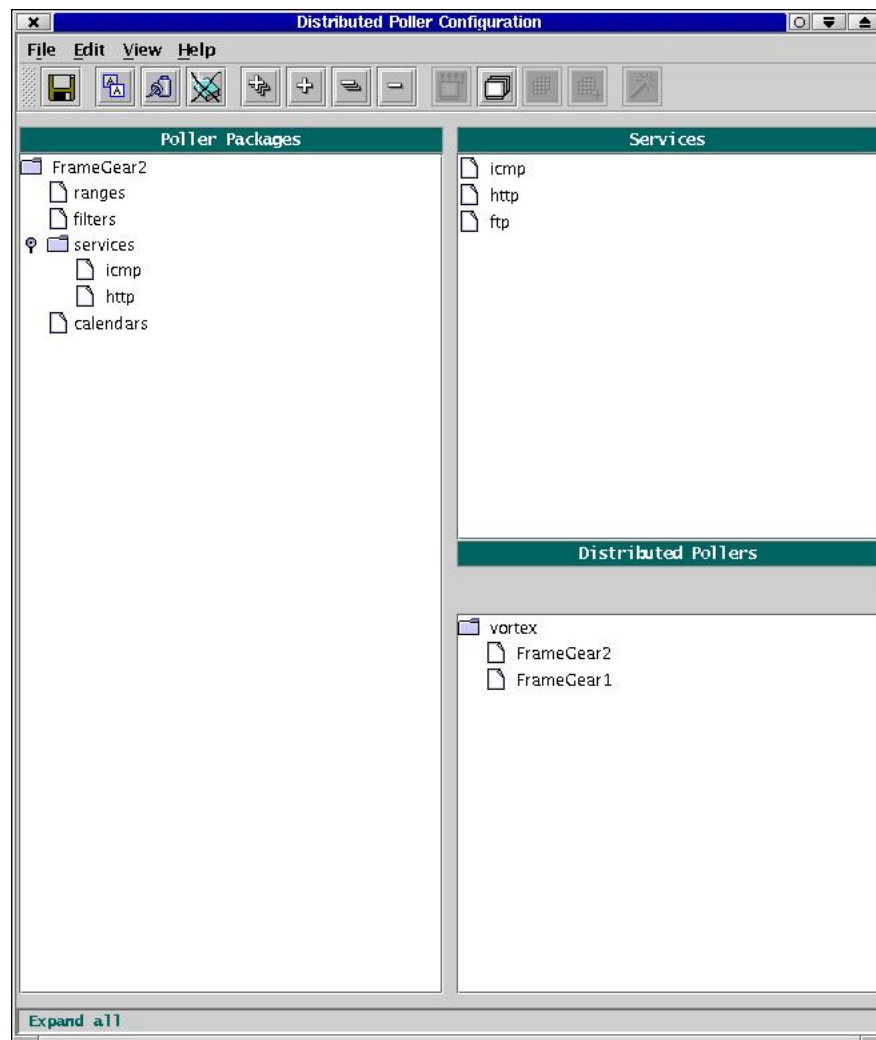 Distributed Poller Configuration
File Edit View Help
Poller Packages
FrameGear2
ranges
filters
services
icmp
http
calendars
Services
icmp
http
ftp
Distributed Pollers
vortex
FrameGear2
FrameGear1
Expand all